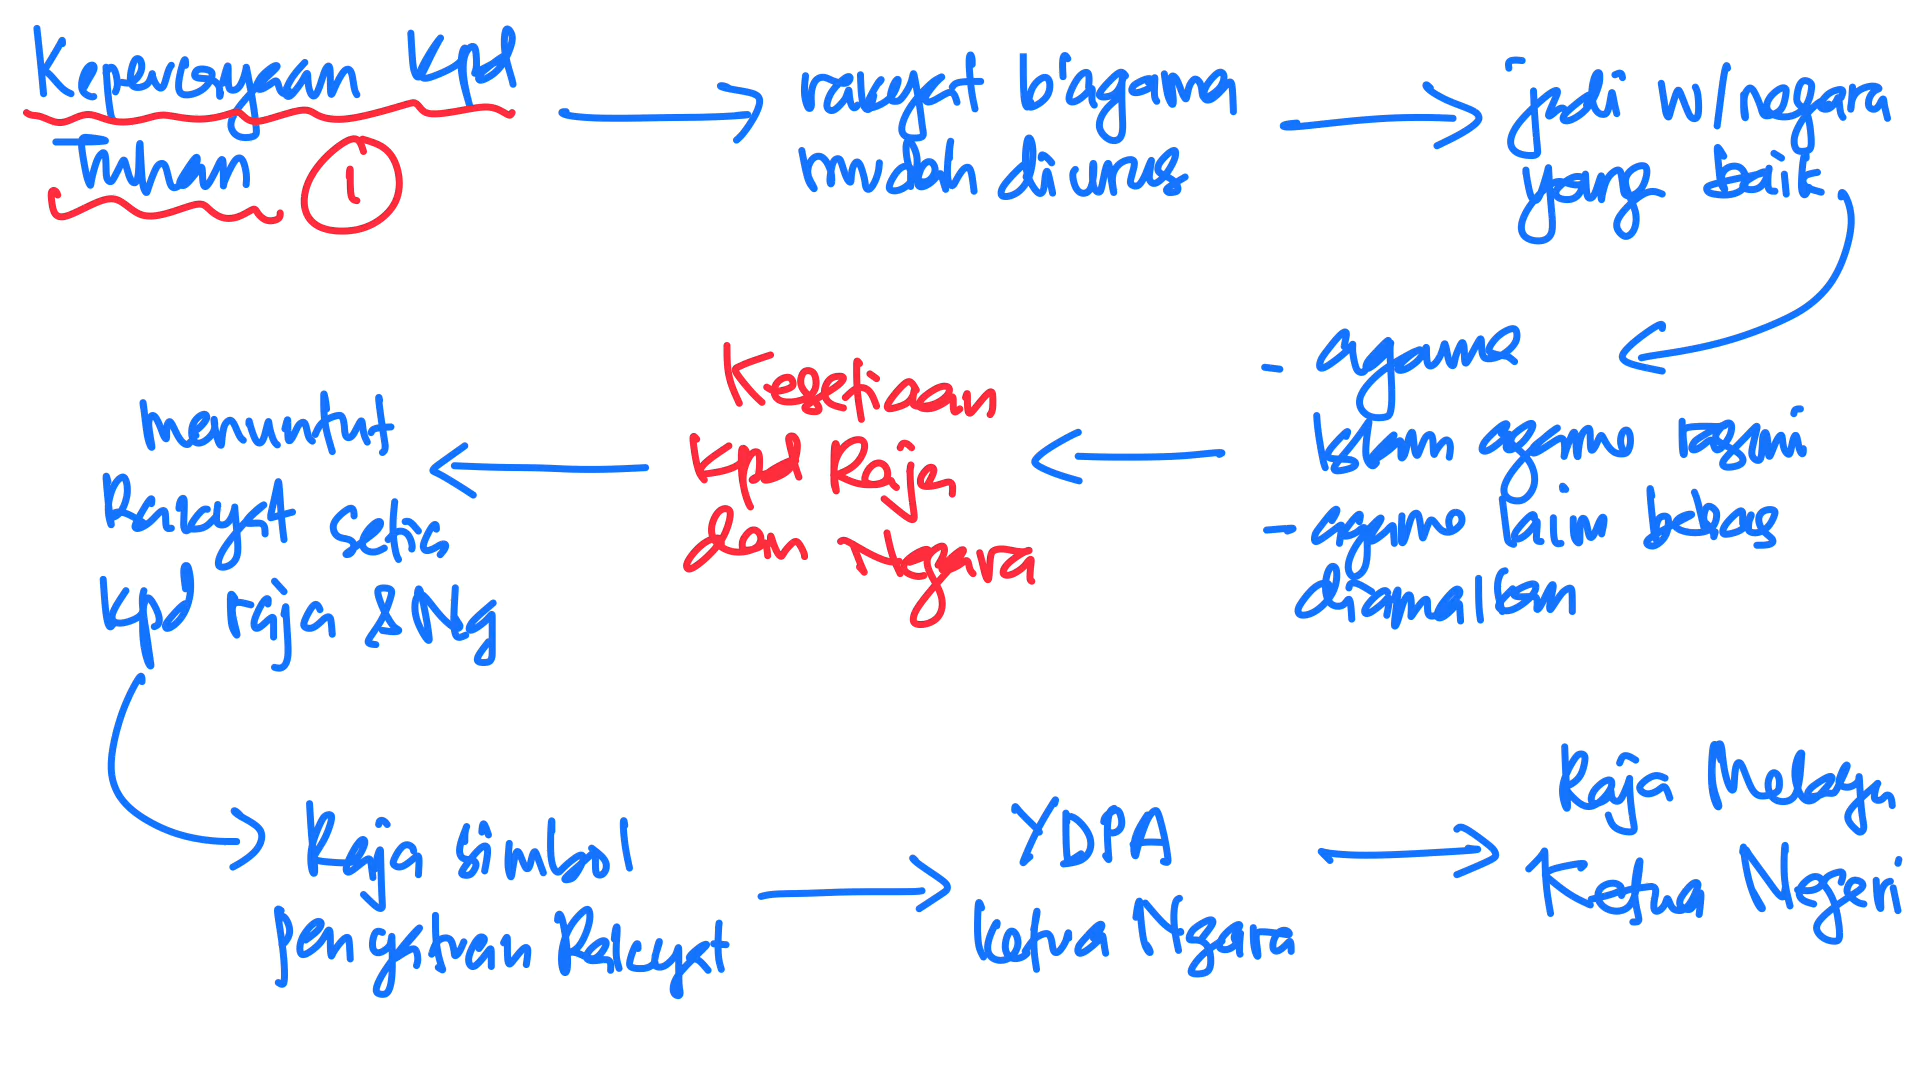 Kepercayaan kpd
Tuhan 1
rakyat b'agama
mudah diurus
jadi w/negara
yang baik
- agama
Islam agama rasmi
- agama lain bebas
diamalkan
Kesetiaan
kpd Raja
dan Negara
menuntut
Rakyat setia
kpd raja & Ng
Raja simbol
pengatuan Rakyat
YDPA
Ketua Ngara
Raja Melayu
Ketua Negeri